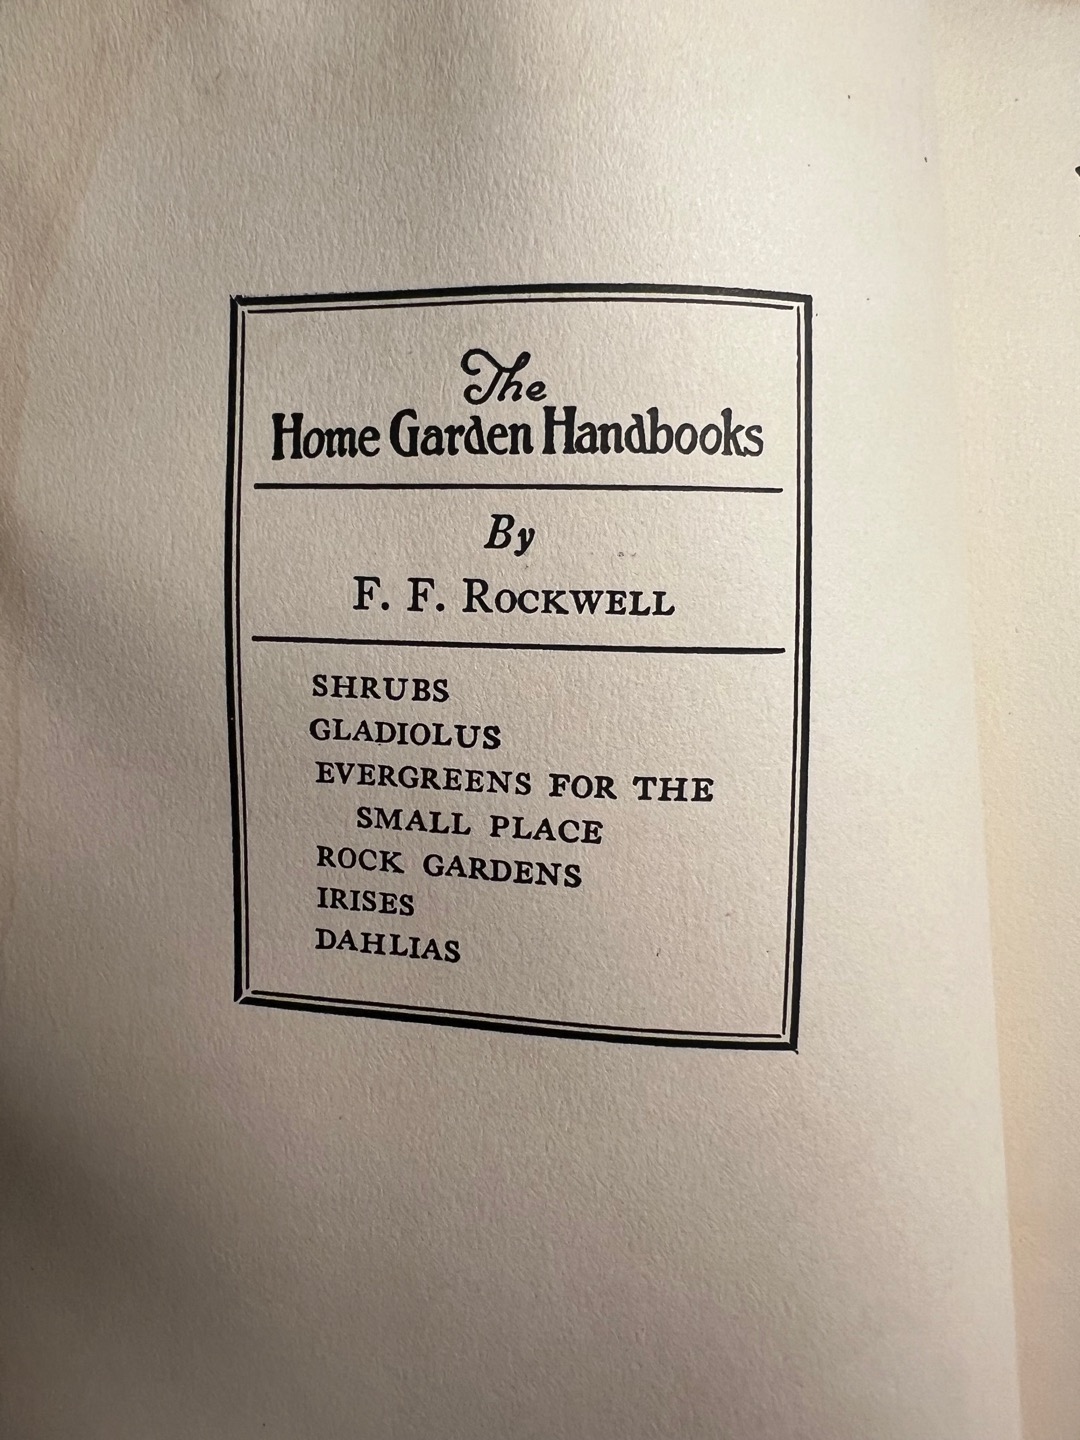 The
Home Garden Handbooks
By
F. F. ROCKWELL
SHRUBS
GLADIOLUS
EVERGREENS FOR THE
SMALL PLACE
ROCK GARDENS
IRISES
DAHLIAS